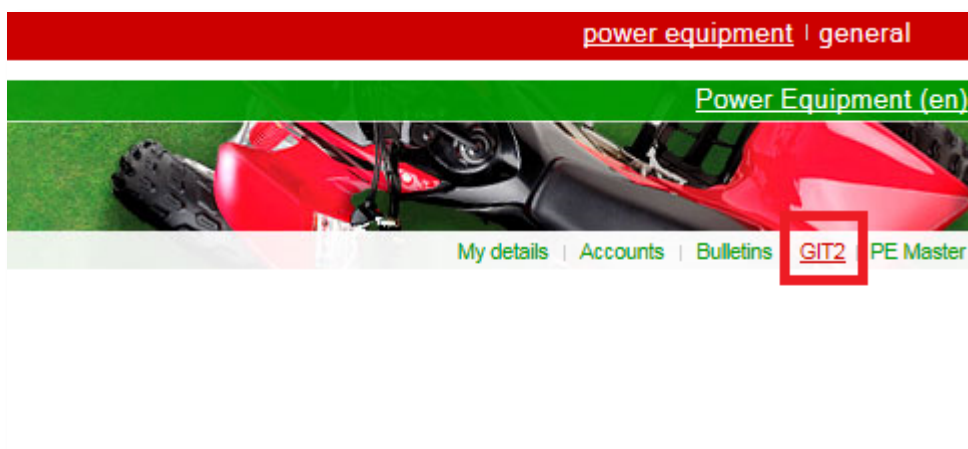 power equipment | general
Power Equipment (en)
My details | Accounts | Bulletins | GIT2 | PE Master